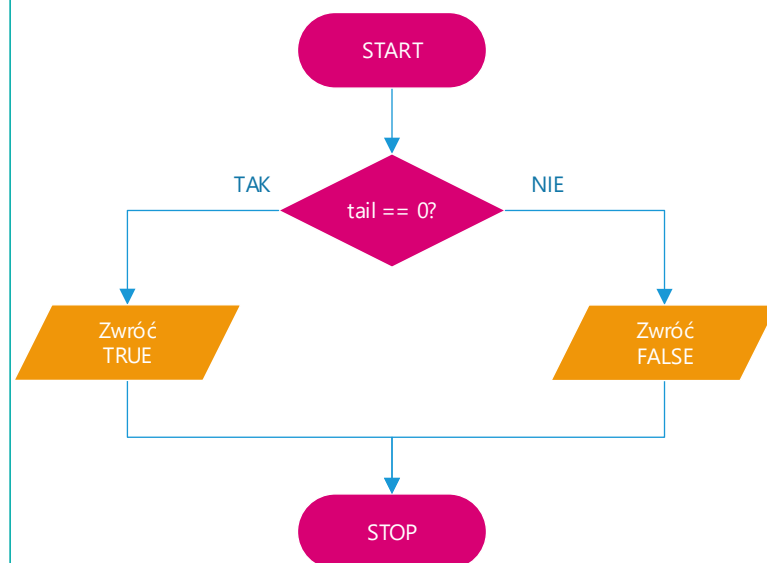 START
TAK
NIE
tail == 0?
Zwróć
TRUE
Zwróć
FALSE
STOP